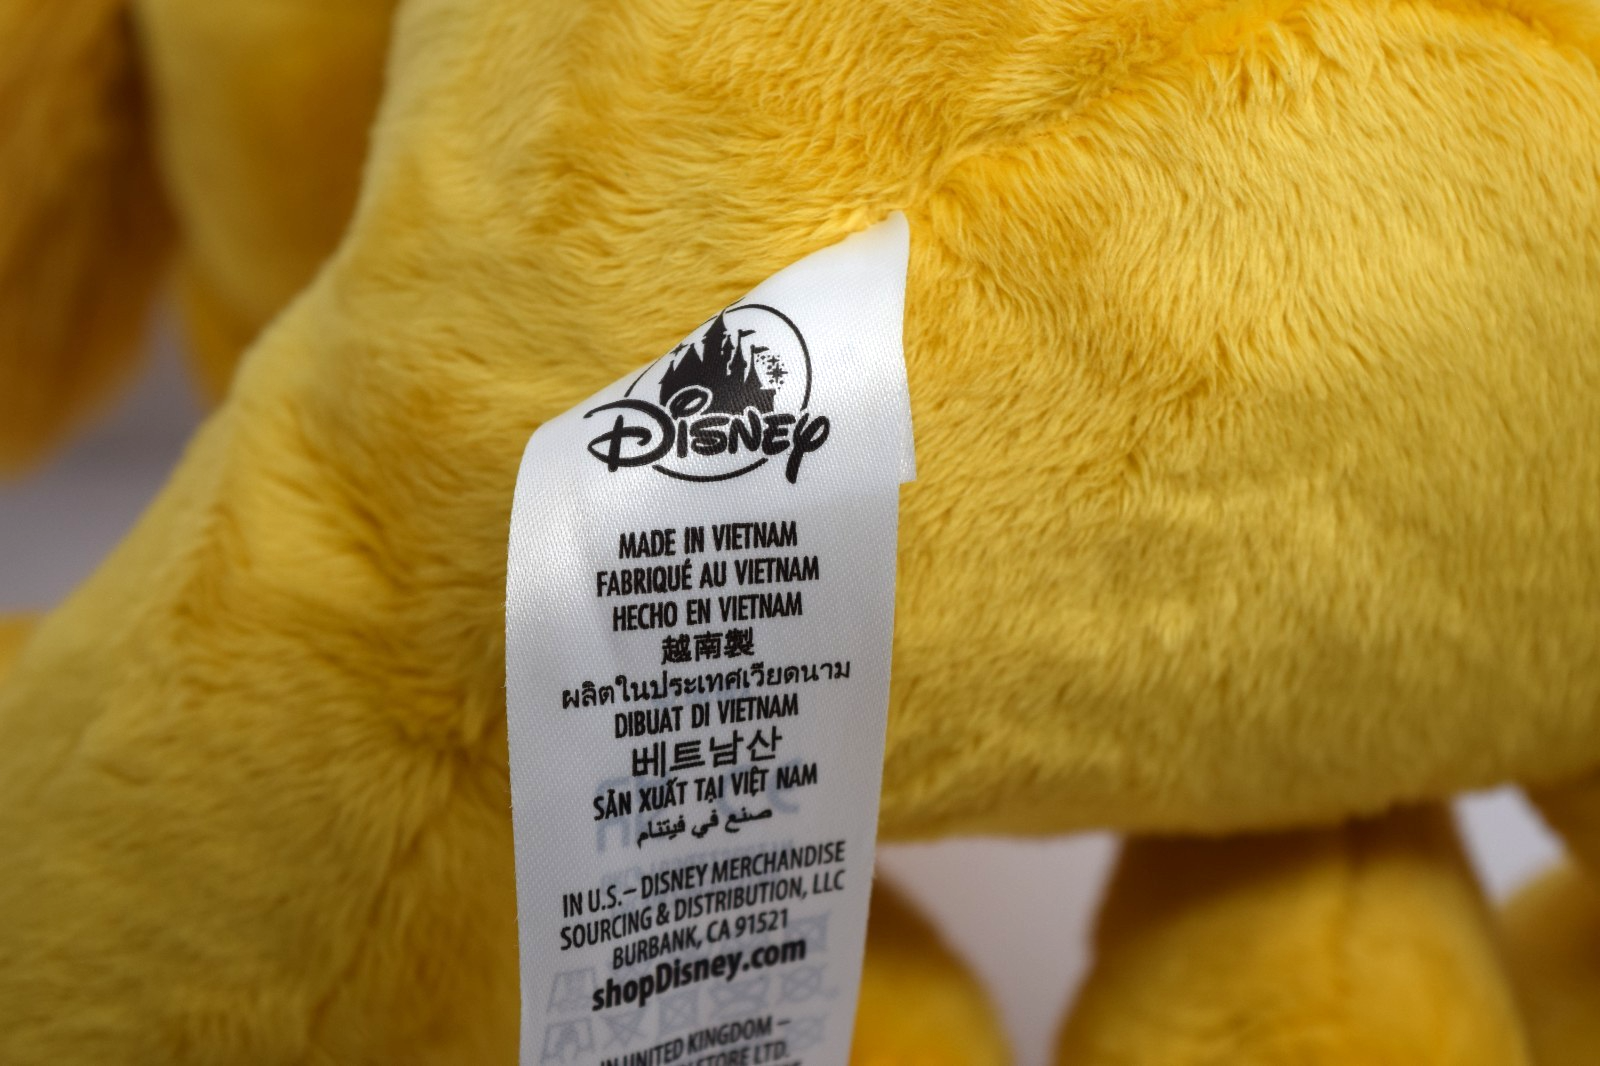 Disney
MADE IN VIETNAM
FABRIQUÉ AU VIETNAM
HECHO EN VIETNAM
越南製
ผลิตในประเทศเวียดนาม
DIBUAT DI VIETNAM
베트남산
SẢN XUẤT TẠI VIỆT NAM
صنع في فيتنام
IN U.S.– DISNEY MERCHANDISE
SOURCING & DISTRIBUTION, LLC
BURBANK, CA 91521
shopDisney.com
IN UNITED KINGDOM –
STORE LTD.